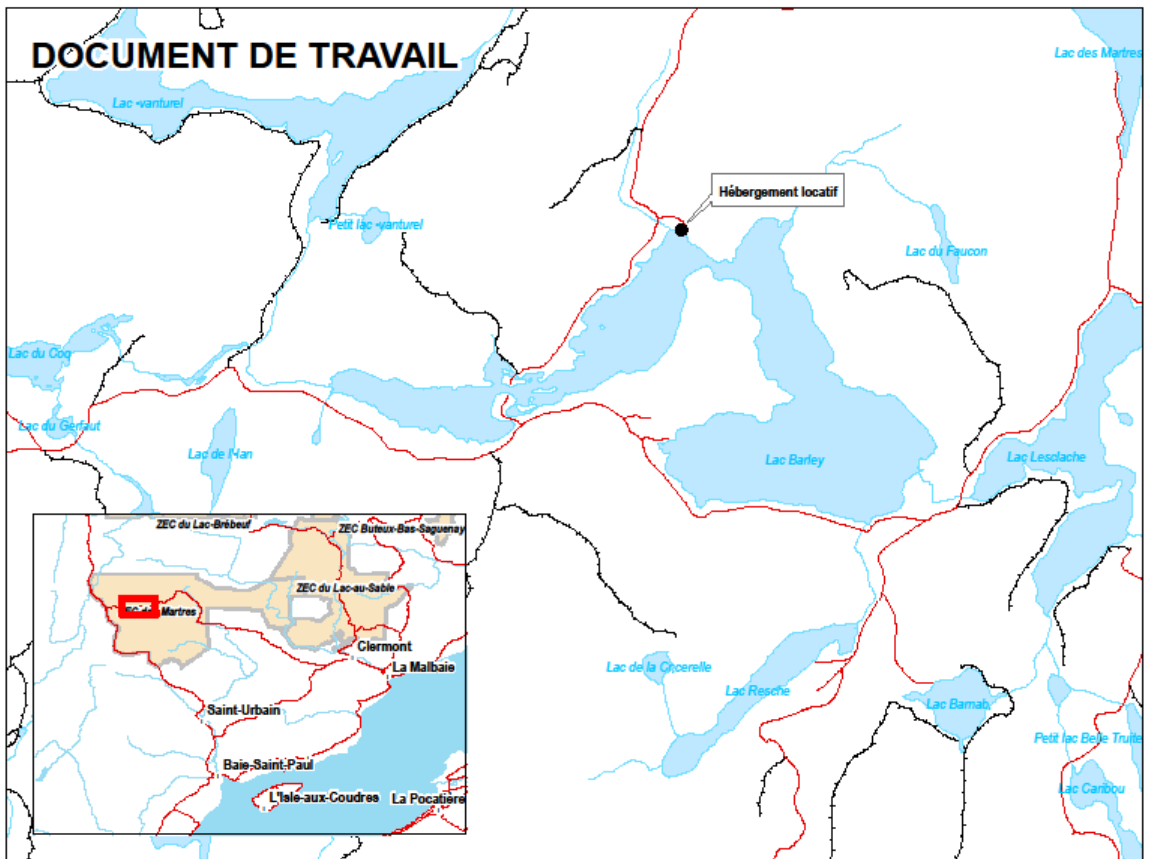 DOCUMENT DE TRAVAIL
Lac des Martres
Lac -vanturel
Hébergement locatif
Petit lac -vanturel
Lac du Faucon
Lac du Coq
Lac du Gerfaut
Lac de l'-lan
Lac Barley
Lac Lesclache
ZEC du Lac-Brébeuf
ZEC Buteux-Bas-Saguenay
ZEC du Lac-au-Sable
Martres
Clermont
La Malbaie
Saint-Urbain
Baie-Saint-Paul
L'Isle-aux-Coudres
La Pocatière
Lac de la
Lac Resche
Lac Barnab,
Petit lac Belle Truite
Lac Caribou